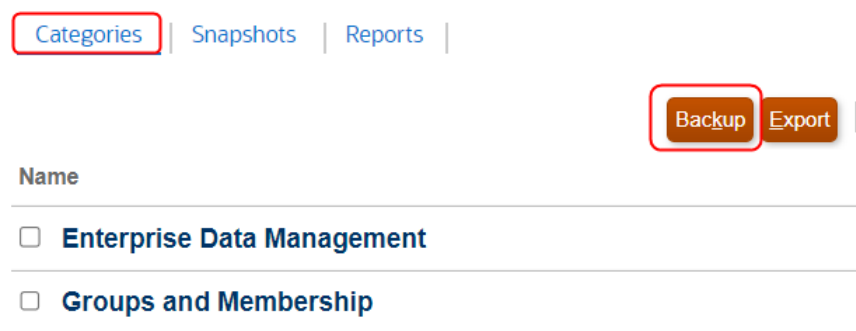 Categories Snapshots Reports
Backup Export
Name
Enterprise Data Management
Groups and Membership